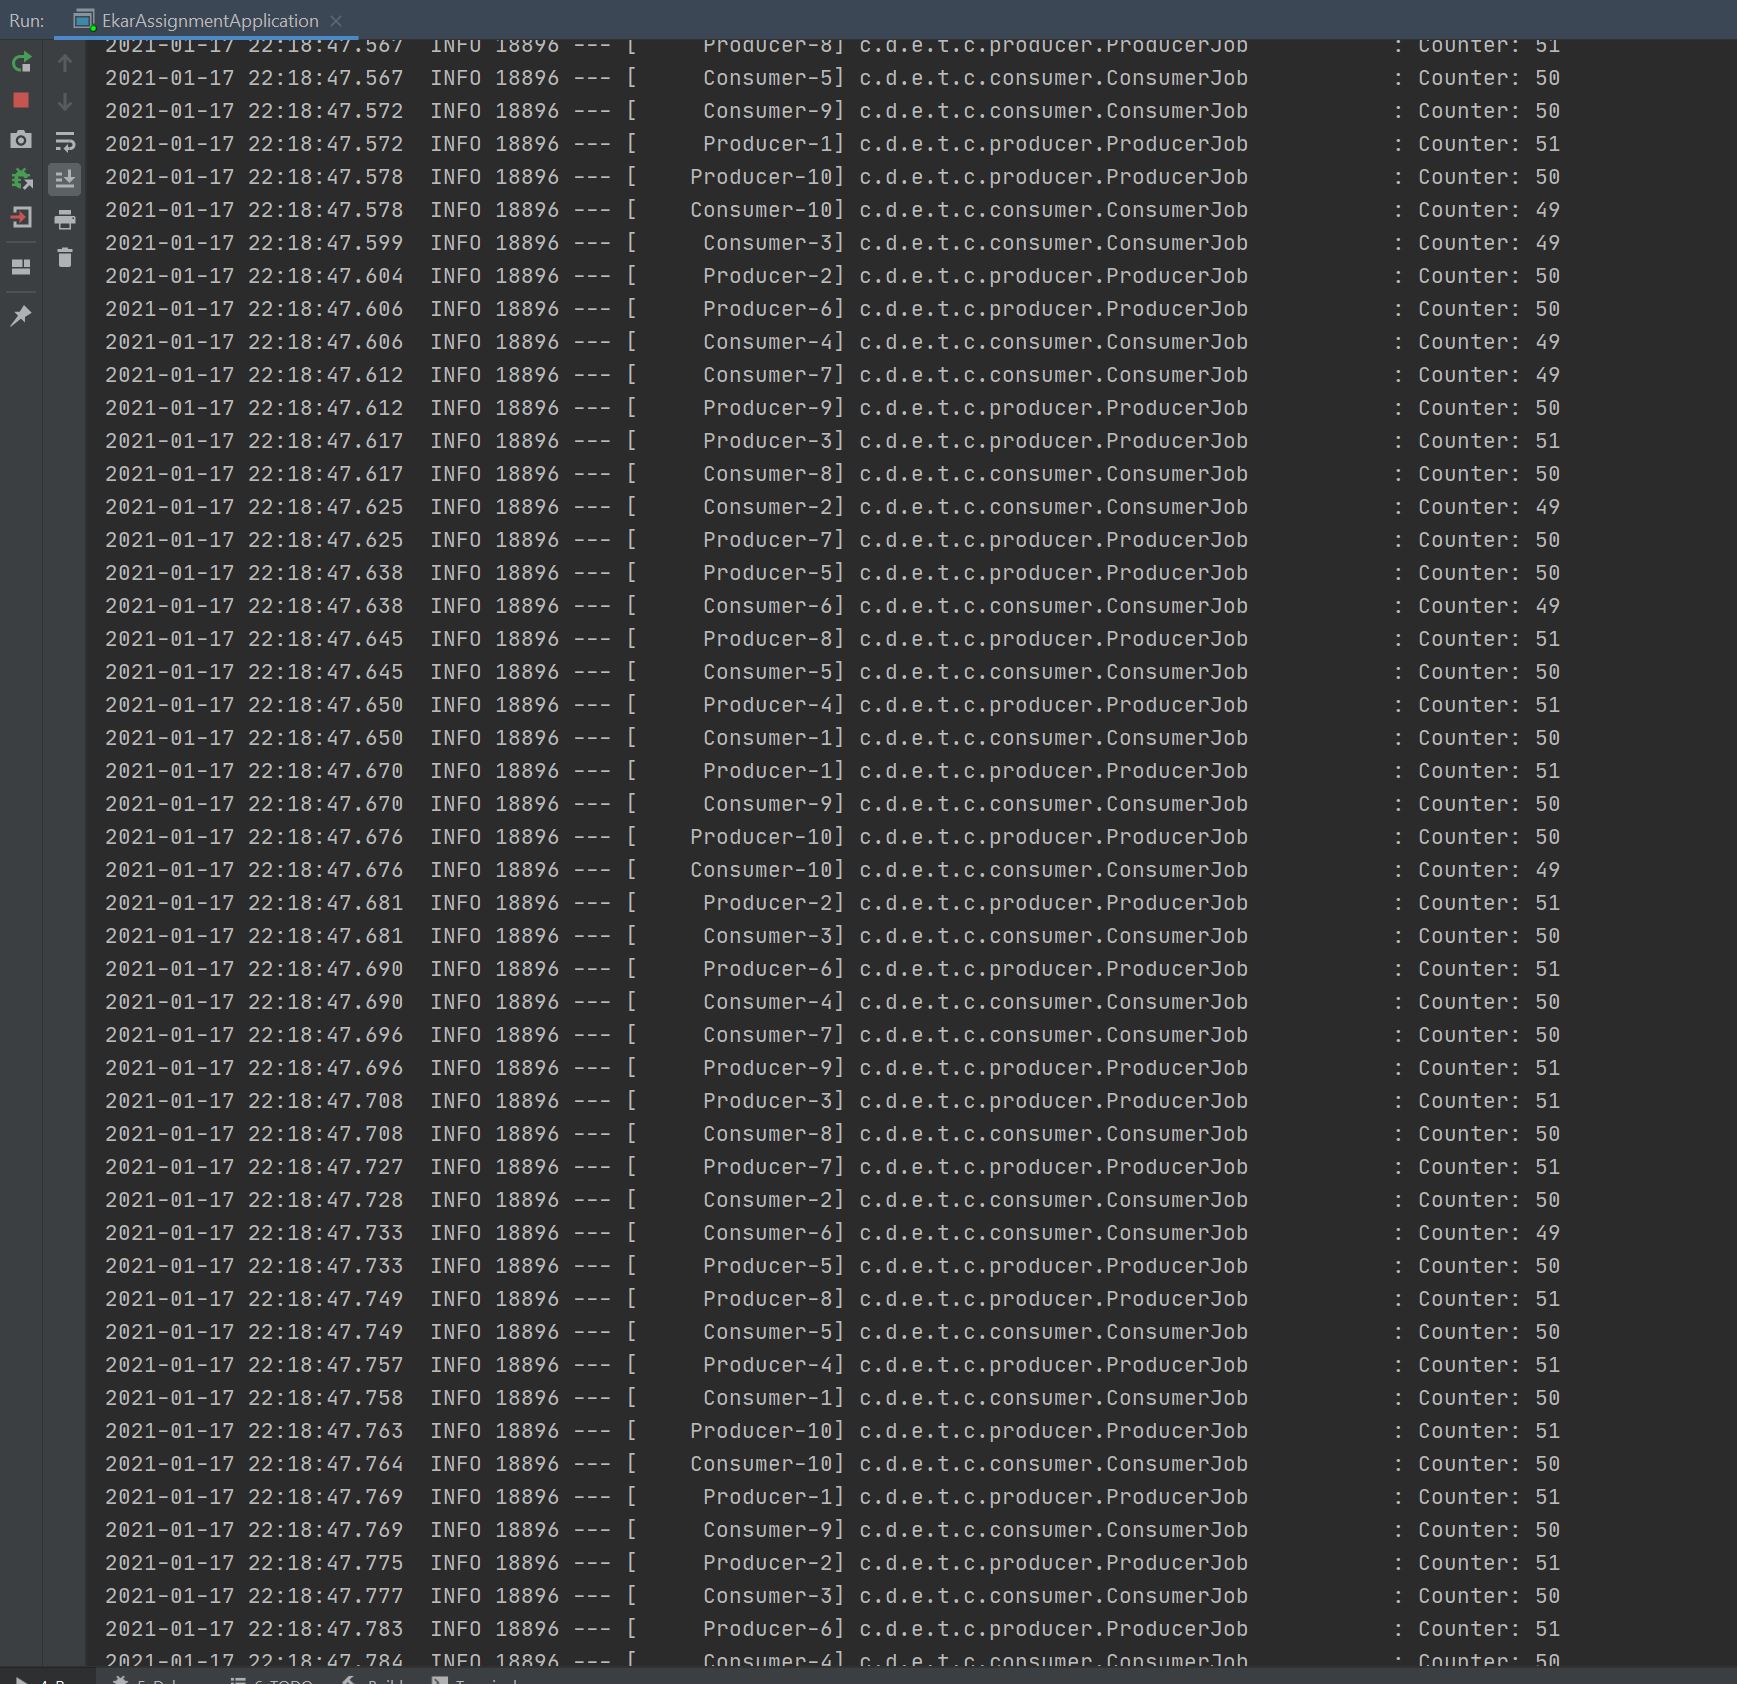 Run: EkarAssignmentApplication
2021-01-17 22:18:47.567 INFO 18896 --- [ Producer-8] c.d.e.t.c.producer.ProducerJob : Counter: 51
2021-01-17 22:18:47.567 INFO 18896 --- [ Consumer-5] c.d.e.t.c.consumer.ConsumerJob : Counter: 50
2021-01-17 22:18:47.572 INFO 18896 --- [ Consumer-9] c.d.e.t.c.consumer.ConsumerJob : Counter: 50
2021-01-17 22:18:47.572 INFO 18896 --- [ Producer-1] c.d.e.t.c.producer.ProducerJob : Counter: 51
2021-01-17 22:18:47.578 INFO 18896 --- [ Producer-10] c.d.e.t.c.producer.ProducerJob : Counter: 50
2021-01-17 22:18:47.578 INFO 18896 --- [ Consumer-10] c.d.e.t.c.consumer.ConsumerJob : Counter: 49
2021-01-17 22:18:47.599 INFO 18896 --- [ Consumer-3] c.d.e.t.c.consumer.ConsumerJob : Counter: 49
2021-01-17 22:18:47.604 INFO 18896 --- [ Producer-2] c.d.e.t.c.producer.ProducerJob : Counter: 50
2021-01-17 22:18:47.606 INFO 18896 --- [ Producer-6] c.d.e.t.c.producer.ProducerJob : Counter: 50
2021-01-17 22:18:47.606 INFO 18896 --- [ Consumer-4] c.d.e.t.c.consumer.ConsumerJob : Counter: 49
2021-01-17 22:18:47.612 INFO 18896 --- [ Consumer-7] c.d.e.t.c.consumer.ConsumerJob : Counter: 49
2021-01-17 22:18:47.612 INFO 18896 --- [ Producer-9] c.d.e.t.c.producer.ProducerJob : Counter: 50
2021-01-17 22:18:47.617 INFO 18896 --- [ Producer-3] c.d.e.t.c.producer.ProducerJob : Counter: 51
2021-01-17 22:18:47.617 INFO 18896 --- [ Consumer-8] c.d.e.t.c.consumer.ConsumerJob : Counter: 50
2021-01-17 22:18:47.625 INFO 18896 --- [ Consumer-2] c.d.e.t.c.consumer.ConsumerJob : Counter: 49
2021-01-17 22:18:47.625 INFO 18896 --- [ Producer-7] c.d.e.t.c.producer.ProducerJob : Counter: 50
2021-01-17 22:18:47.638 INFO 18896 --- [ Producer-5] c.d.e.t.c.producer.ProducerJob : Counter: 50
2021-01-17 22:18:47.638 INFO 18896 --- [ Consumer-6] c.d.e.t.c.consumer.ConsumerJob : Counter: 49
2021-01-17 22:18:47.645 INFO 18896 --- [ Producer-8] c.d.e.t.c.producer.ProducerJob : Counter: 51
2021-01-17 22:18:47.645 INFO 18896 --- [ Consumer-5] c.d.e.t.c.consumer.ConsumerJob : Counter: 50
2021-01-17 22:18:47.650 INFO 18896 --- [ Producer-4] c.d.e.t.c.producer.ProducerJob : Counter: 51
2021-01-17 22:18:47.650 INFO 18896 --- [ Consumer-1] c.d.e.t.c.consumer.ConsumerJob : Counter: 50
2021-01-17 22:18:47.670 INFO 18896 --- [ Producer-1] c.d.e.t.c.producer.ProducerJob : Counter: 51
2021-01-17 22:18:47.670 INFO 18896 --- [ Consumer-9] c.d.e.t.c.consumer.ConsumerJob : Counter: 50
2021-01-17 22:18:47.676 INFO 18896 --- [ Producer-10] c.d.e.t.c.producer.ProducerJob : Counter: 50
2021-01-17 22:18:47.676 INFO 18896 --- [ Consumer-10] c.d.e.t.c.consumer.ConsumerJob : Counter: 49
2021-01-17 22:18:47.681 INFO 18896 --- [ Producer-2] c.d.e.t.c.producer.ProducerJob : Counter: 51
2021-01-17 22:18:47.681 INFO 18896 --- [ Consumer-3] c.d.e.t.c.consumer.ConsumerJob : Counter: 50
2021-01-17 22:18:47.690 INFO 18896 --- [ Producer-6] c.d.e.t.c.producer.ProducerJob : Counter: 51
2021-01-17 22:18:47.690 INFO 18896 --- [ Consumer-4] c.d.e.t.c.consumer.ConsumerJob : Counter: 50
2021-01-17 22:18:47.696 INFO 18896 --- [ Consumer-7] c.d.e.t.c.consumer.ConsumerJob : Counter: 50
2021-01-17 22:18:47.696 INFO 18896 --- [ Producer-9] c.d.e.t.c.producer.ProducerJob : Counter: 51
2021-01-17 22:18:47.708 INFO 18896 --- [ Producer-3] c.d.e.t.c.producer.ProducerJob : Counter: 51
2021-01-17 22:18:47.708 INFO 18896 --- [ Consumer-8] c.d.e.t.c.consumer.ConsumerJob : Counter: 50
2021-01-17 22:18:47.727 INFO 18896 --- [ Producer-7] c.d.e.t.c.producer.ProducerJob : Counter: 51
2021-01-17 22:18:47.728 INFO 18896 --- [ Consumer-2] c.d.e.t.c.consumer.ConsumerJob : Counter: 50
2021-01-17 22:18:47.733 INFO 18896 --- [ Consumer-6] c.d.e.t.c.consumer.ConsumerJob : Counter: 49
2021-01-17 22:18:47.733 INFO 18896 --- [ Producer-5] c.d.e.t.c.producer.ProducerJob : Counter: 50
2021-01-17 22:18:47.749 INFO 18896 --- [ Producer-8] c.d.e.t.c.producer.ProducerJob : Counter: 51
2021-01-17 22:18:47.749 INFO 18896 --- [ Consumer-5] c.d.e.t.c.consumer.ConsumerJob : Counter: 50
2021-01-17 22:18:47.757 INFO 18896 --- [ Producer-4] c.d.e.t.c.producer.ProducerJob : Counter: 51
2021-01-17 22:18:47.758 INFO 18896 --- [ Consumer-1] c.d.e.t.c.consumer.ConsumerJob : Counter: 50
2021-01-17 22:18:47.763 INFO 18896 --- [ Producer-10] c.d.e.t.c.producer.ProducerJob : Counter: 51
2021-01-17 22:18:47.764 INFO 18896 --- [ Consumer-10] c.d.e.t.c.consumer.ConsumerJob : Counter: 50
2021-01-17 22:18:47.769 INFO 18896 --- [ Producer-1] c.d.e.t.c.producer.ProducerJob : Counter: 51
2021-01-17 22:18:47.769 INFO 18896 --- [ Consumer-9] c.d.e.t.c.consumer.ConsumerJob : Counter: 50
2021-01-17 22:18:47.775 INFO 18896 --- [ Producer-2] c.d.e.t.c.producer.ProducerJob : Counter: 51
2021-01-17 22:18:47.777 INFO 18896 --- [ Consumer-3] c.d.e.t.c.consumer.ConsumerJob : Counter: 50
2021-01-17 22:18:47.783 INFO 18896 --- [ Producer-6] c.d.e.t.c.producer.ProducerJob : Counter: 51
2021-01-17 22:18:47.784 INFO 18896 --- [ Consumer-4] c.d.e.t.c.consumer.ConsumerJob : Counter: 50